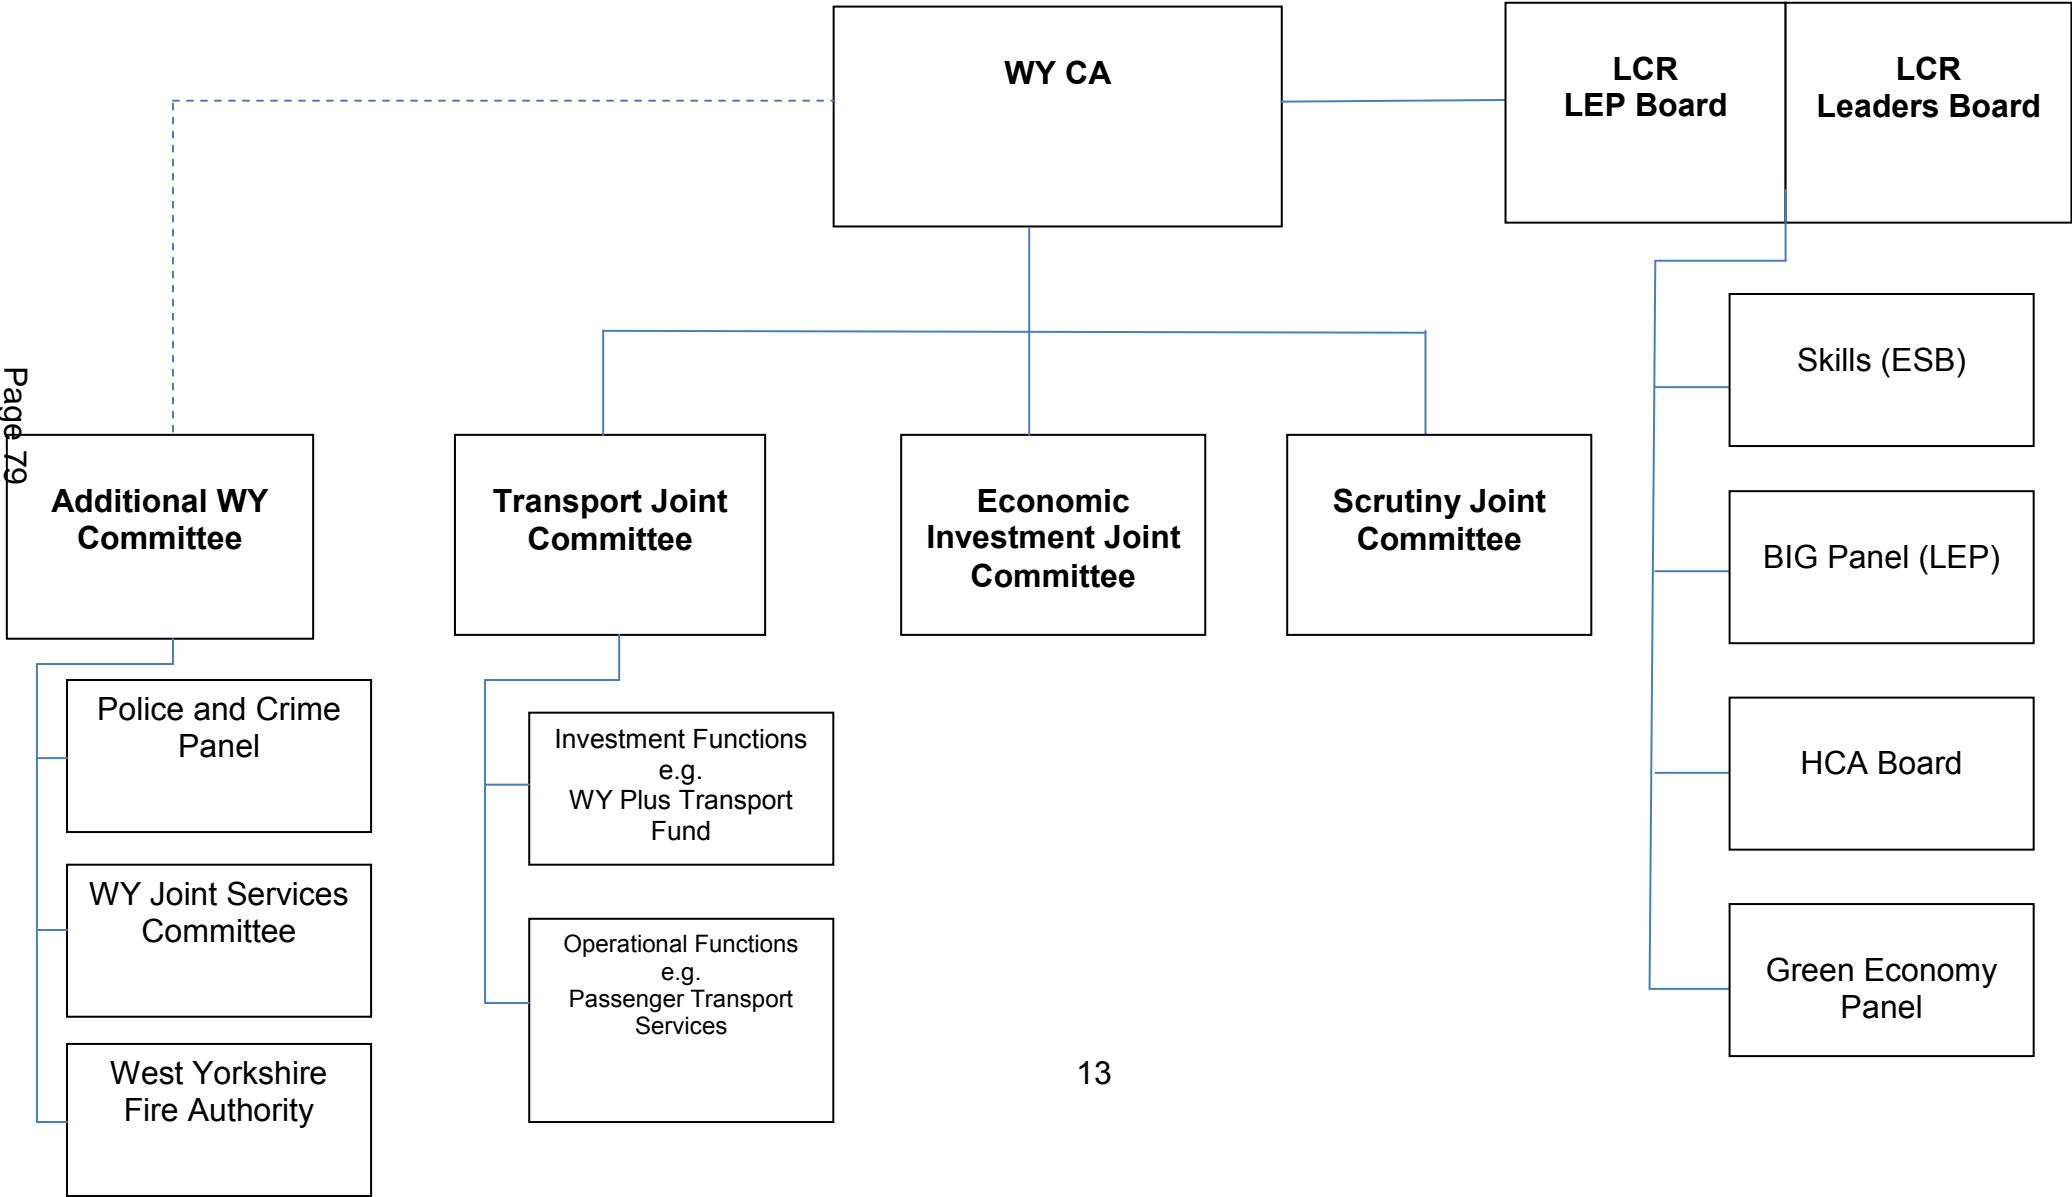 WY CA
LCR
LEP Board
LCR
Leaders Board
Page 79
Additional WY
Committee
Transport Joint
Committee
Economic
Investment Joint
Committee
Scrutiny Joint
Committee
Police and Crime
Panel
WY Joint Services
Committee
West Yorkshire
Fire Authority
Investment Functions
e.g.
WY Plus Transport
Fund
Operational Functions
e.g.
Passenger Transport
Services
Skills (ESB)
BIG Panel (LEP)
HCA Board
Green Economy
Panel
13